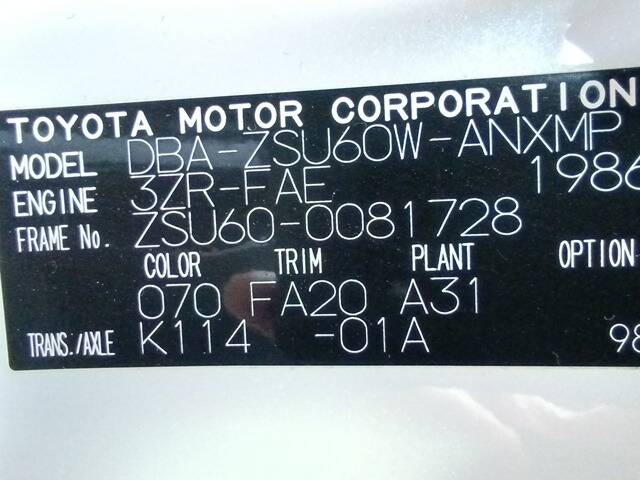 TOYOTA MOTOR CORPORATION
MODEL DBA-ZSU60W-ANXMP
ENGINE 3ZR-FAE 1986
FRAME No. ZSU60-0081728
COLOR TRIM PLANT OPTION
070 FA20 A31
TRANS./AXLE K114 -01A 98